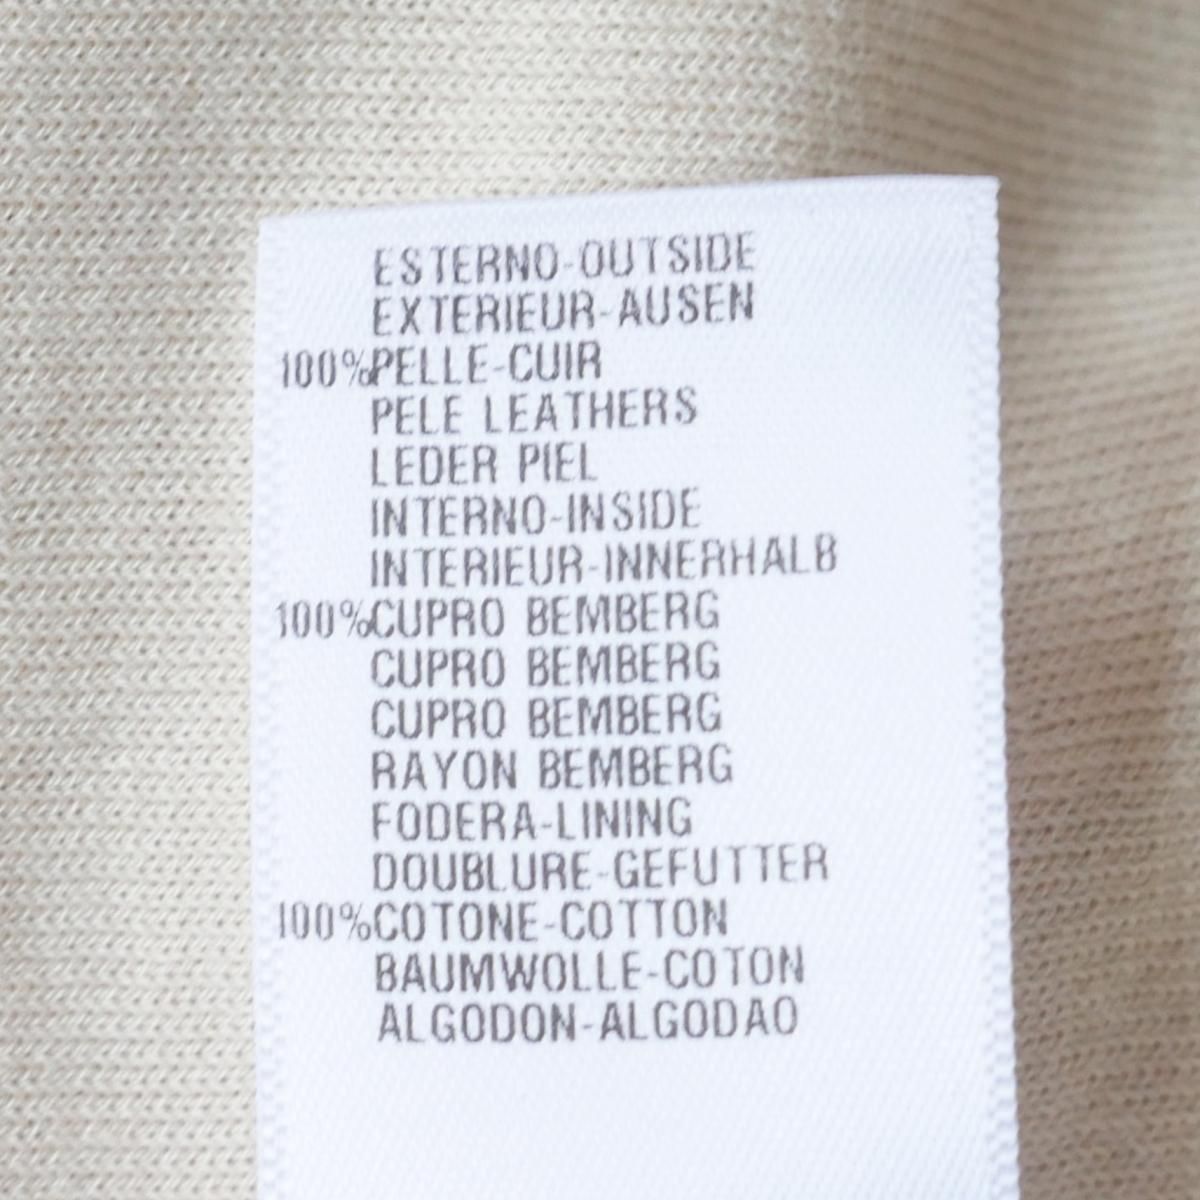 ESTERNO-OUTSIDE
EXTERIEUR-AUSEN
100%PELLE-CUIR
PELE LEATHERS
LEDER PIEL
INTERNO-INSIDE
INTERIEUR-INNERHALB
100%CUPRO BEMBERG
CUPRO BEMBERG
CUPRO BEMBERG
RAYON BEMBERG
FODERA-LINING
DOUBLURE-GEFUTTER
100%COTONE-COTTON
BAUMWOLLE-COTON
ALGODON-ALGODAO